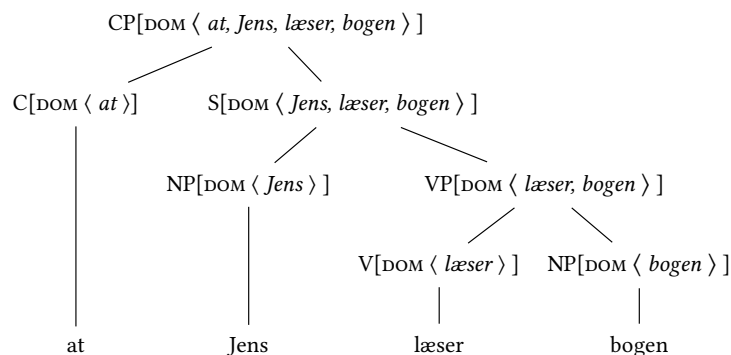 CP[DOM ⟨ at, Jens, læser, bogen ⟩ ]
C[DOM ⟨ at ⟩] S[DOM ⟨ Jens, læser, bogen ⟩ ]
NP[DOM ⟨ Jens ⟩ ] VP[DOM ⟨ læser, bogen ⟩ ]
V[DOM ⟨ læser ⟩ ] NP[DOM ⟨ bogen ⟩ ]
at Jens læser bogen